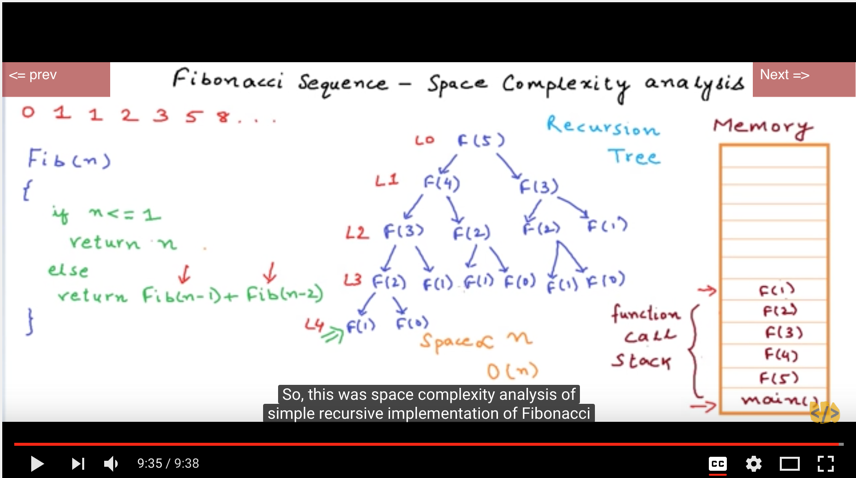 <= prev
Fibonacci Sequence – Space Complexity analysis
Next =>
0 1 1 2 3 5 8 . . .
Fib(n)
{
if n<=1
return n
else
return Fib(n-1)+ Fib(n-2)
}
Recursion
Tree
L0 F(5)
L1 F(4) F(3)
L2 F(3) F(2) F(2) F(1)
L3 F(2) F(1) F(1) F(0) F(1) F(0)
L4 F(1) F(0)
Space ∝ n
O(n)
Memory
F(1)
F(2)
F(3)
F(4)
F(5)
main()
function
call
stack
</>
So, this was space complexity analysis of
simple recursive implementation of Fibonacci
9:35 / 9:38
CC